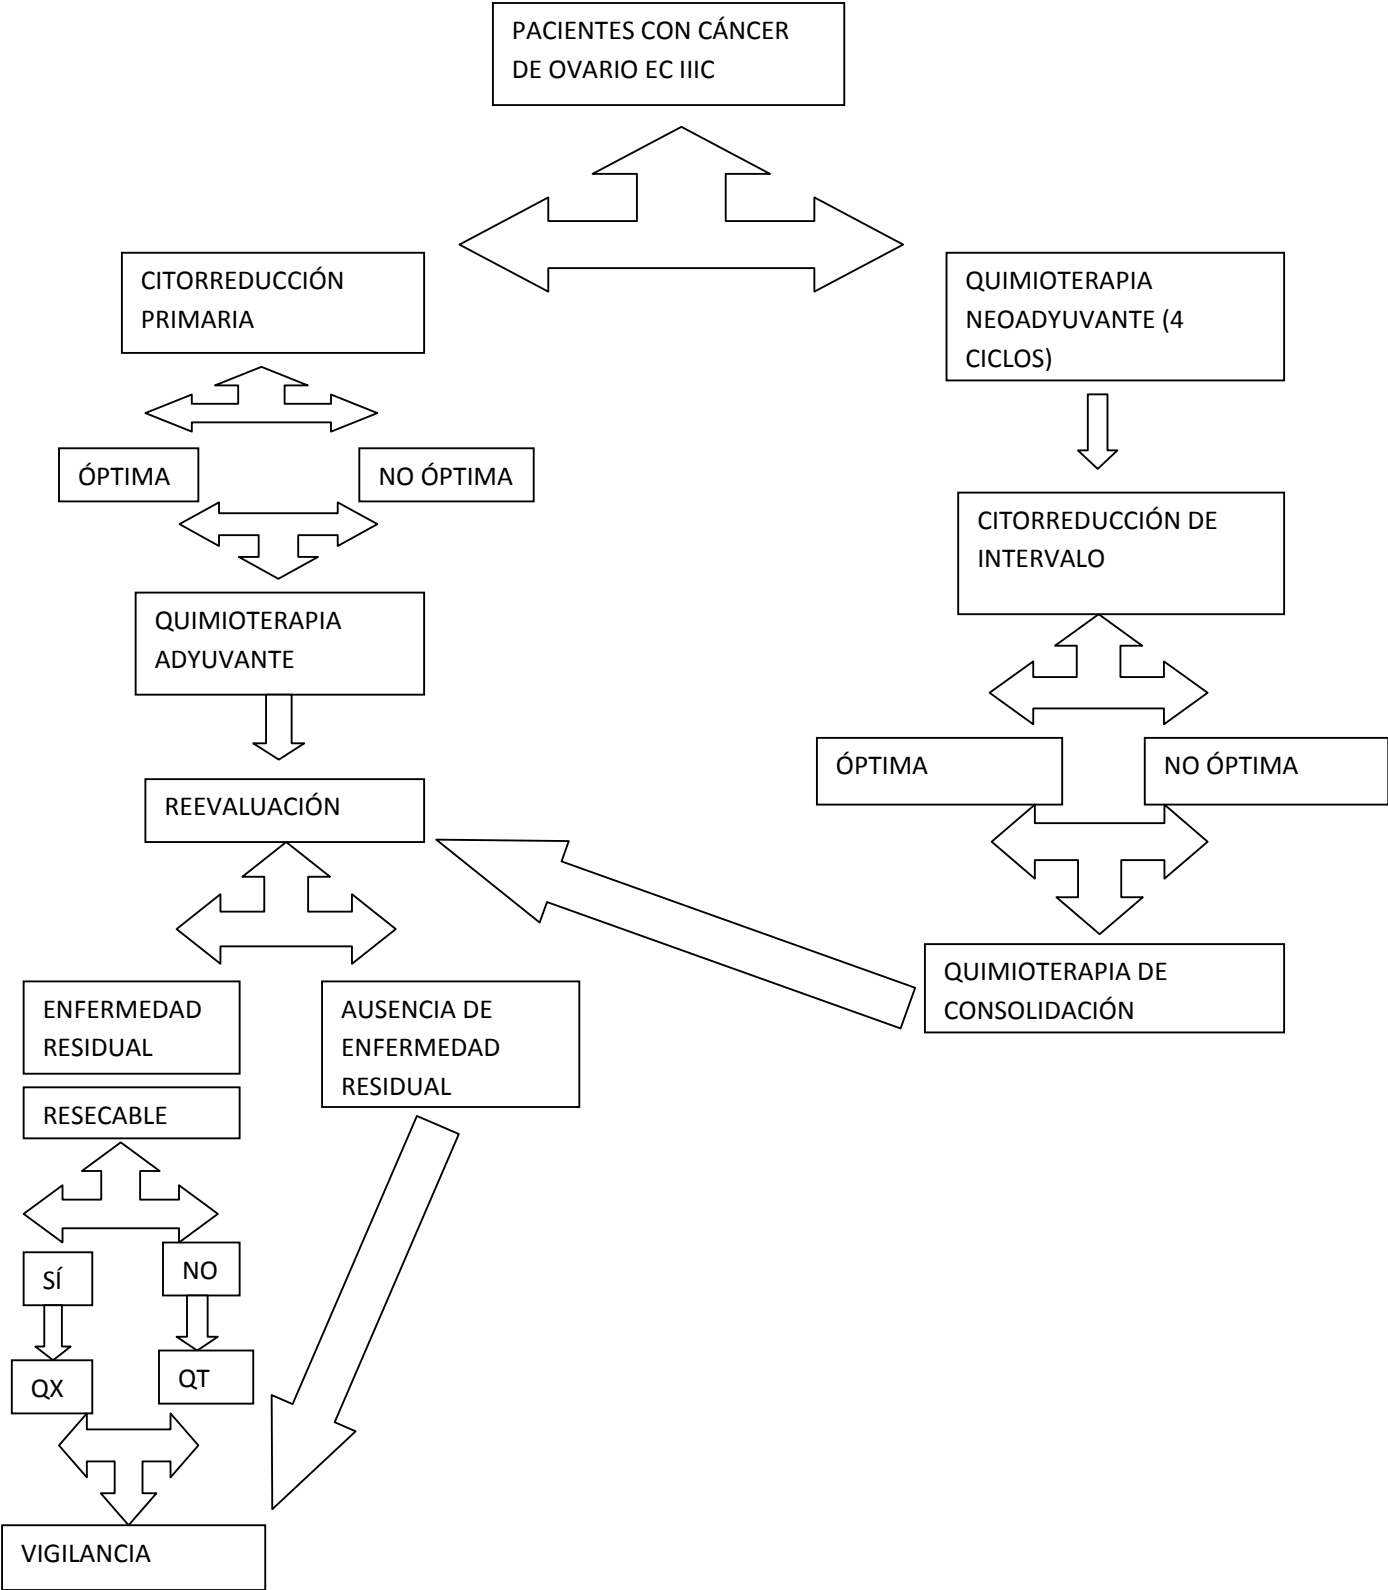 PACIENTES CON CÁNCER
DE OVARIO EC IIIC
CITORREDUCCIÓN
PRIMARIA
QUIMIOTERAPIA
NEOADYUVANTE (4
CICLOS)
ÓPTIMA
NO ÓPTIMA
CITORREDUCCIÓN DE
INTERVALO
QUIMIOTERAPIA
ADYUVANTE
ÓPTIMA
NO ÓPTIMA
REEVALUACIÓN
QUIMIOTERAPIA DE
CONSOLIDACIÓN
ENFERMEDAD
RESIDUAL
AUSENCIA DE
ENFERMEDAD
RESIDUAL
RESECABLE
SÍ
NO
QX
QT
VIGILANCIA